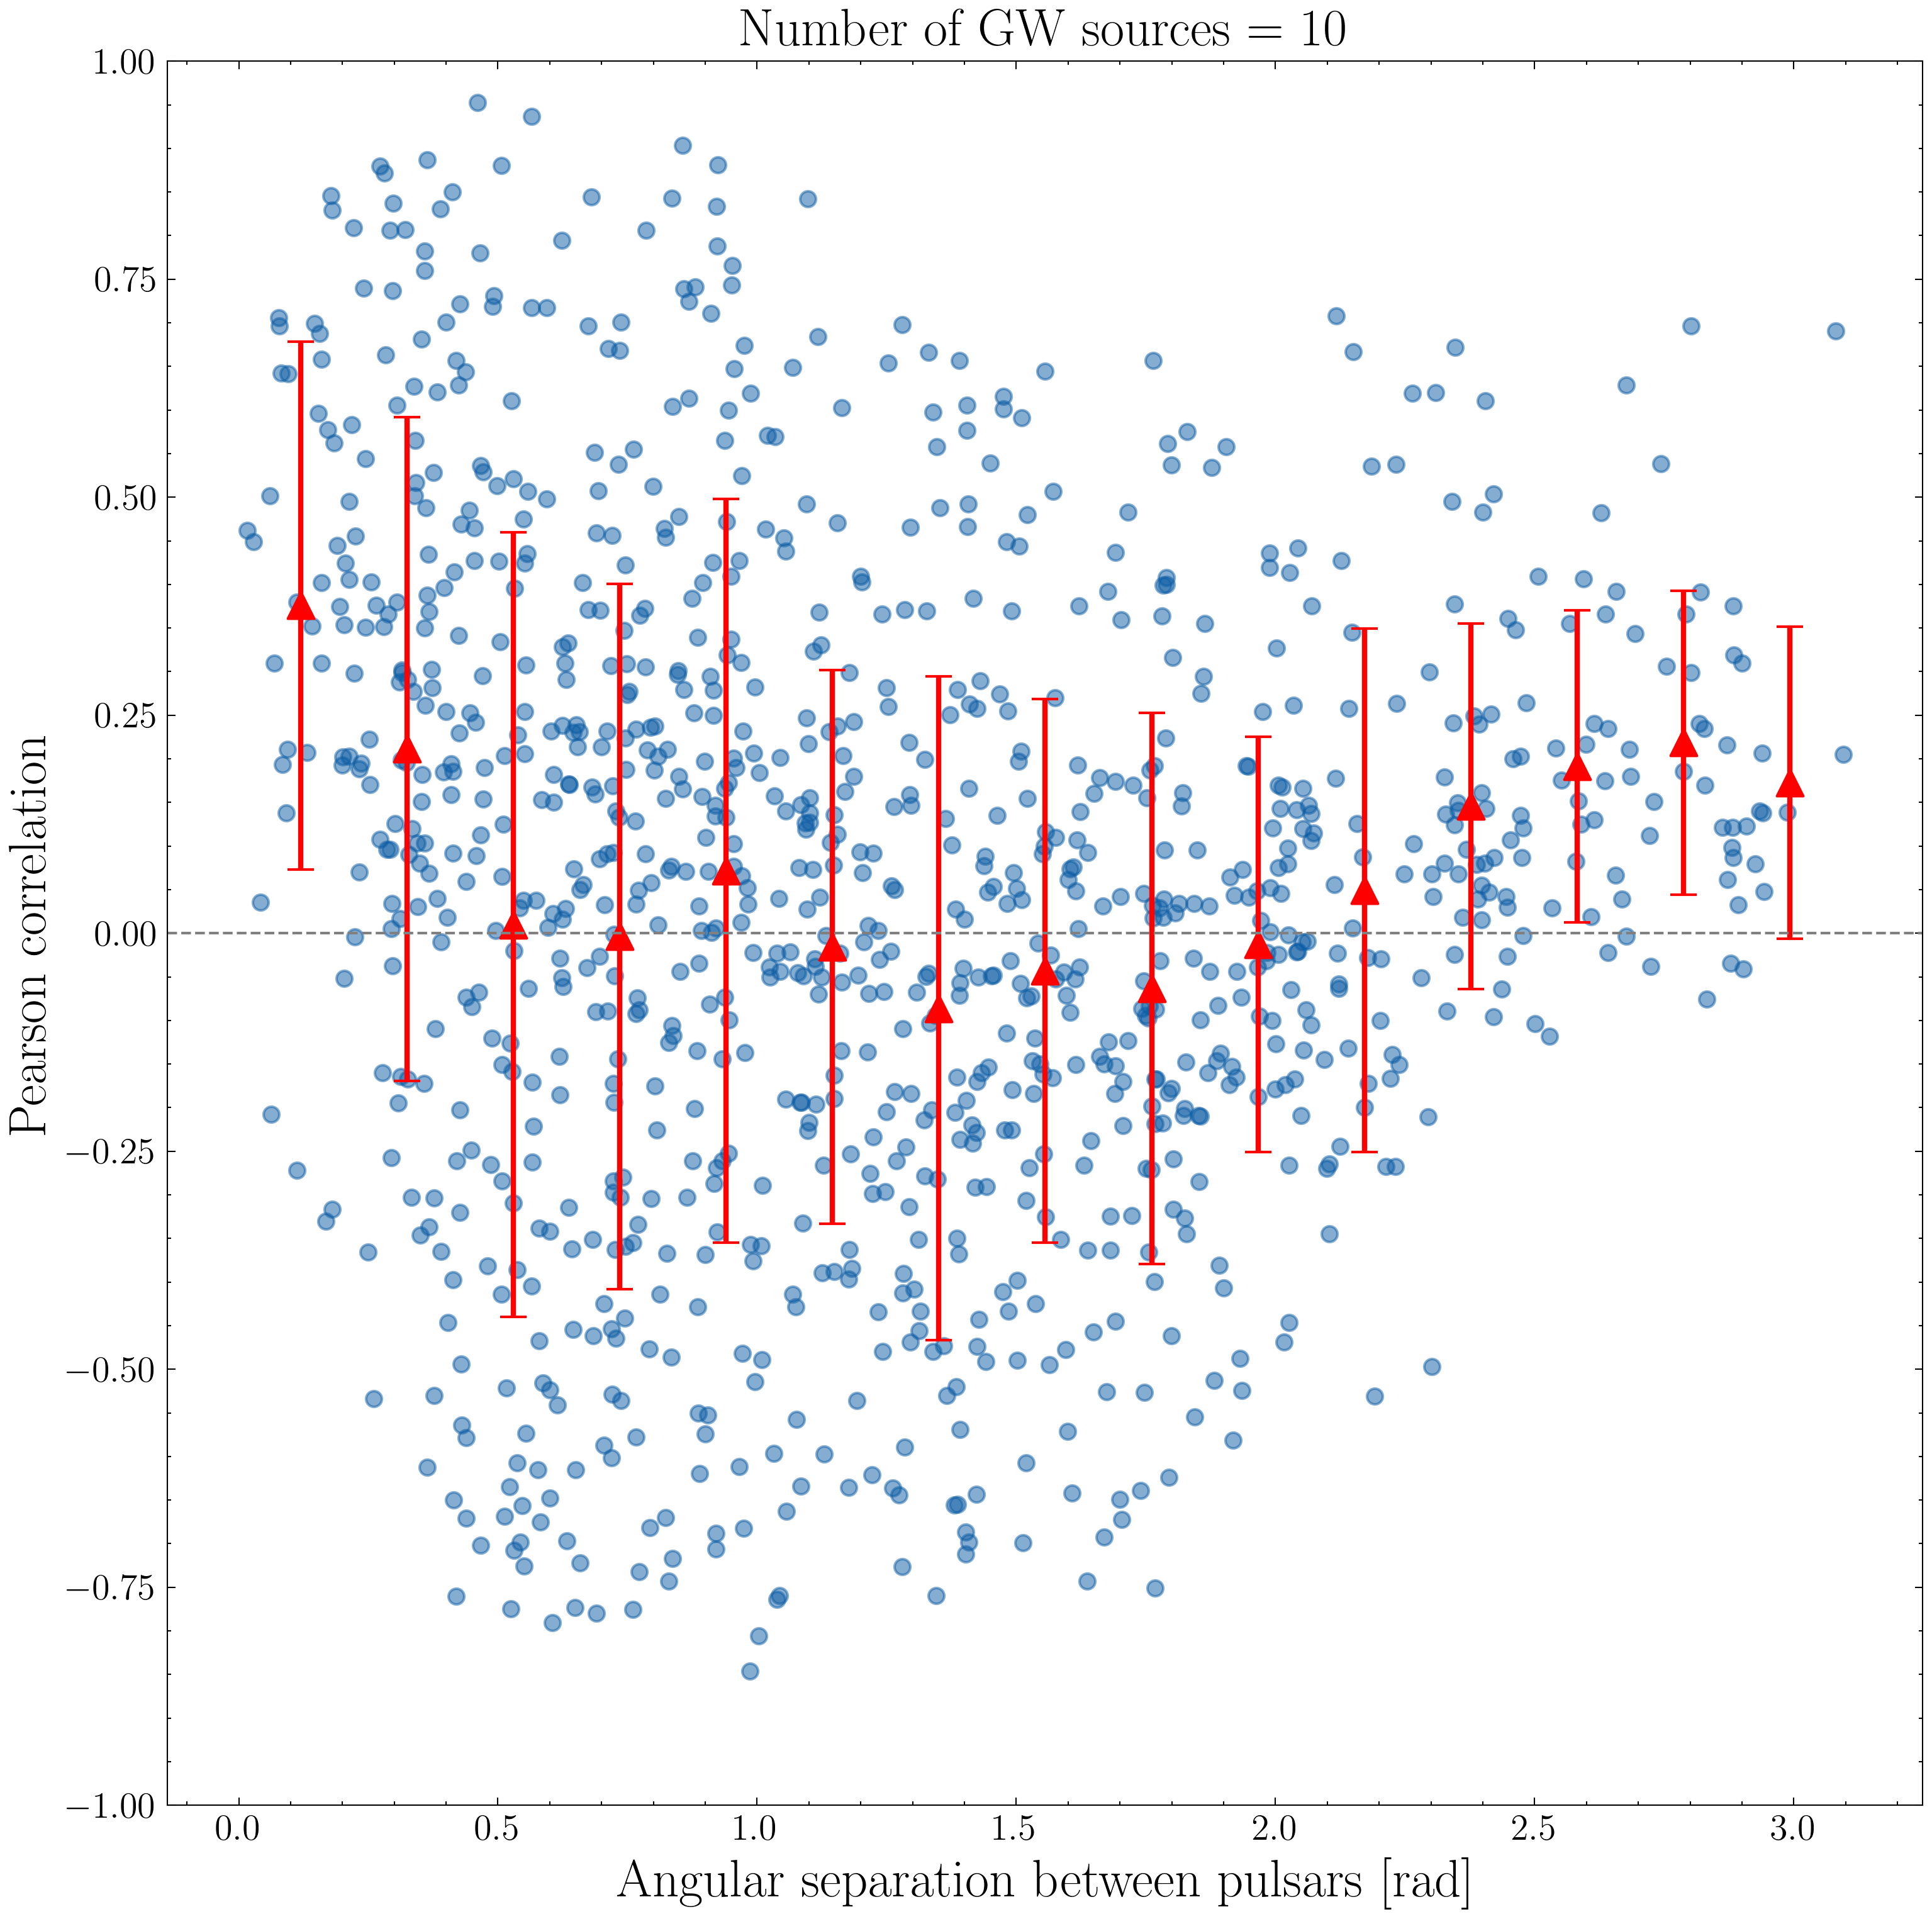 Number of GW sources = 10
1.00
0.75
0.50
0.25
0.00
−0.25
−0.50
−0.75
−1.00
Pearson correlation
0.0 0.5 1.0 1.5 2.0 2.5 3.0
Angular separation between pulsars [rad]